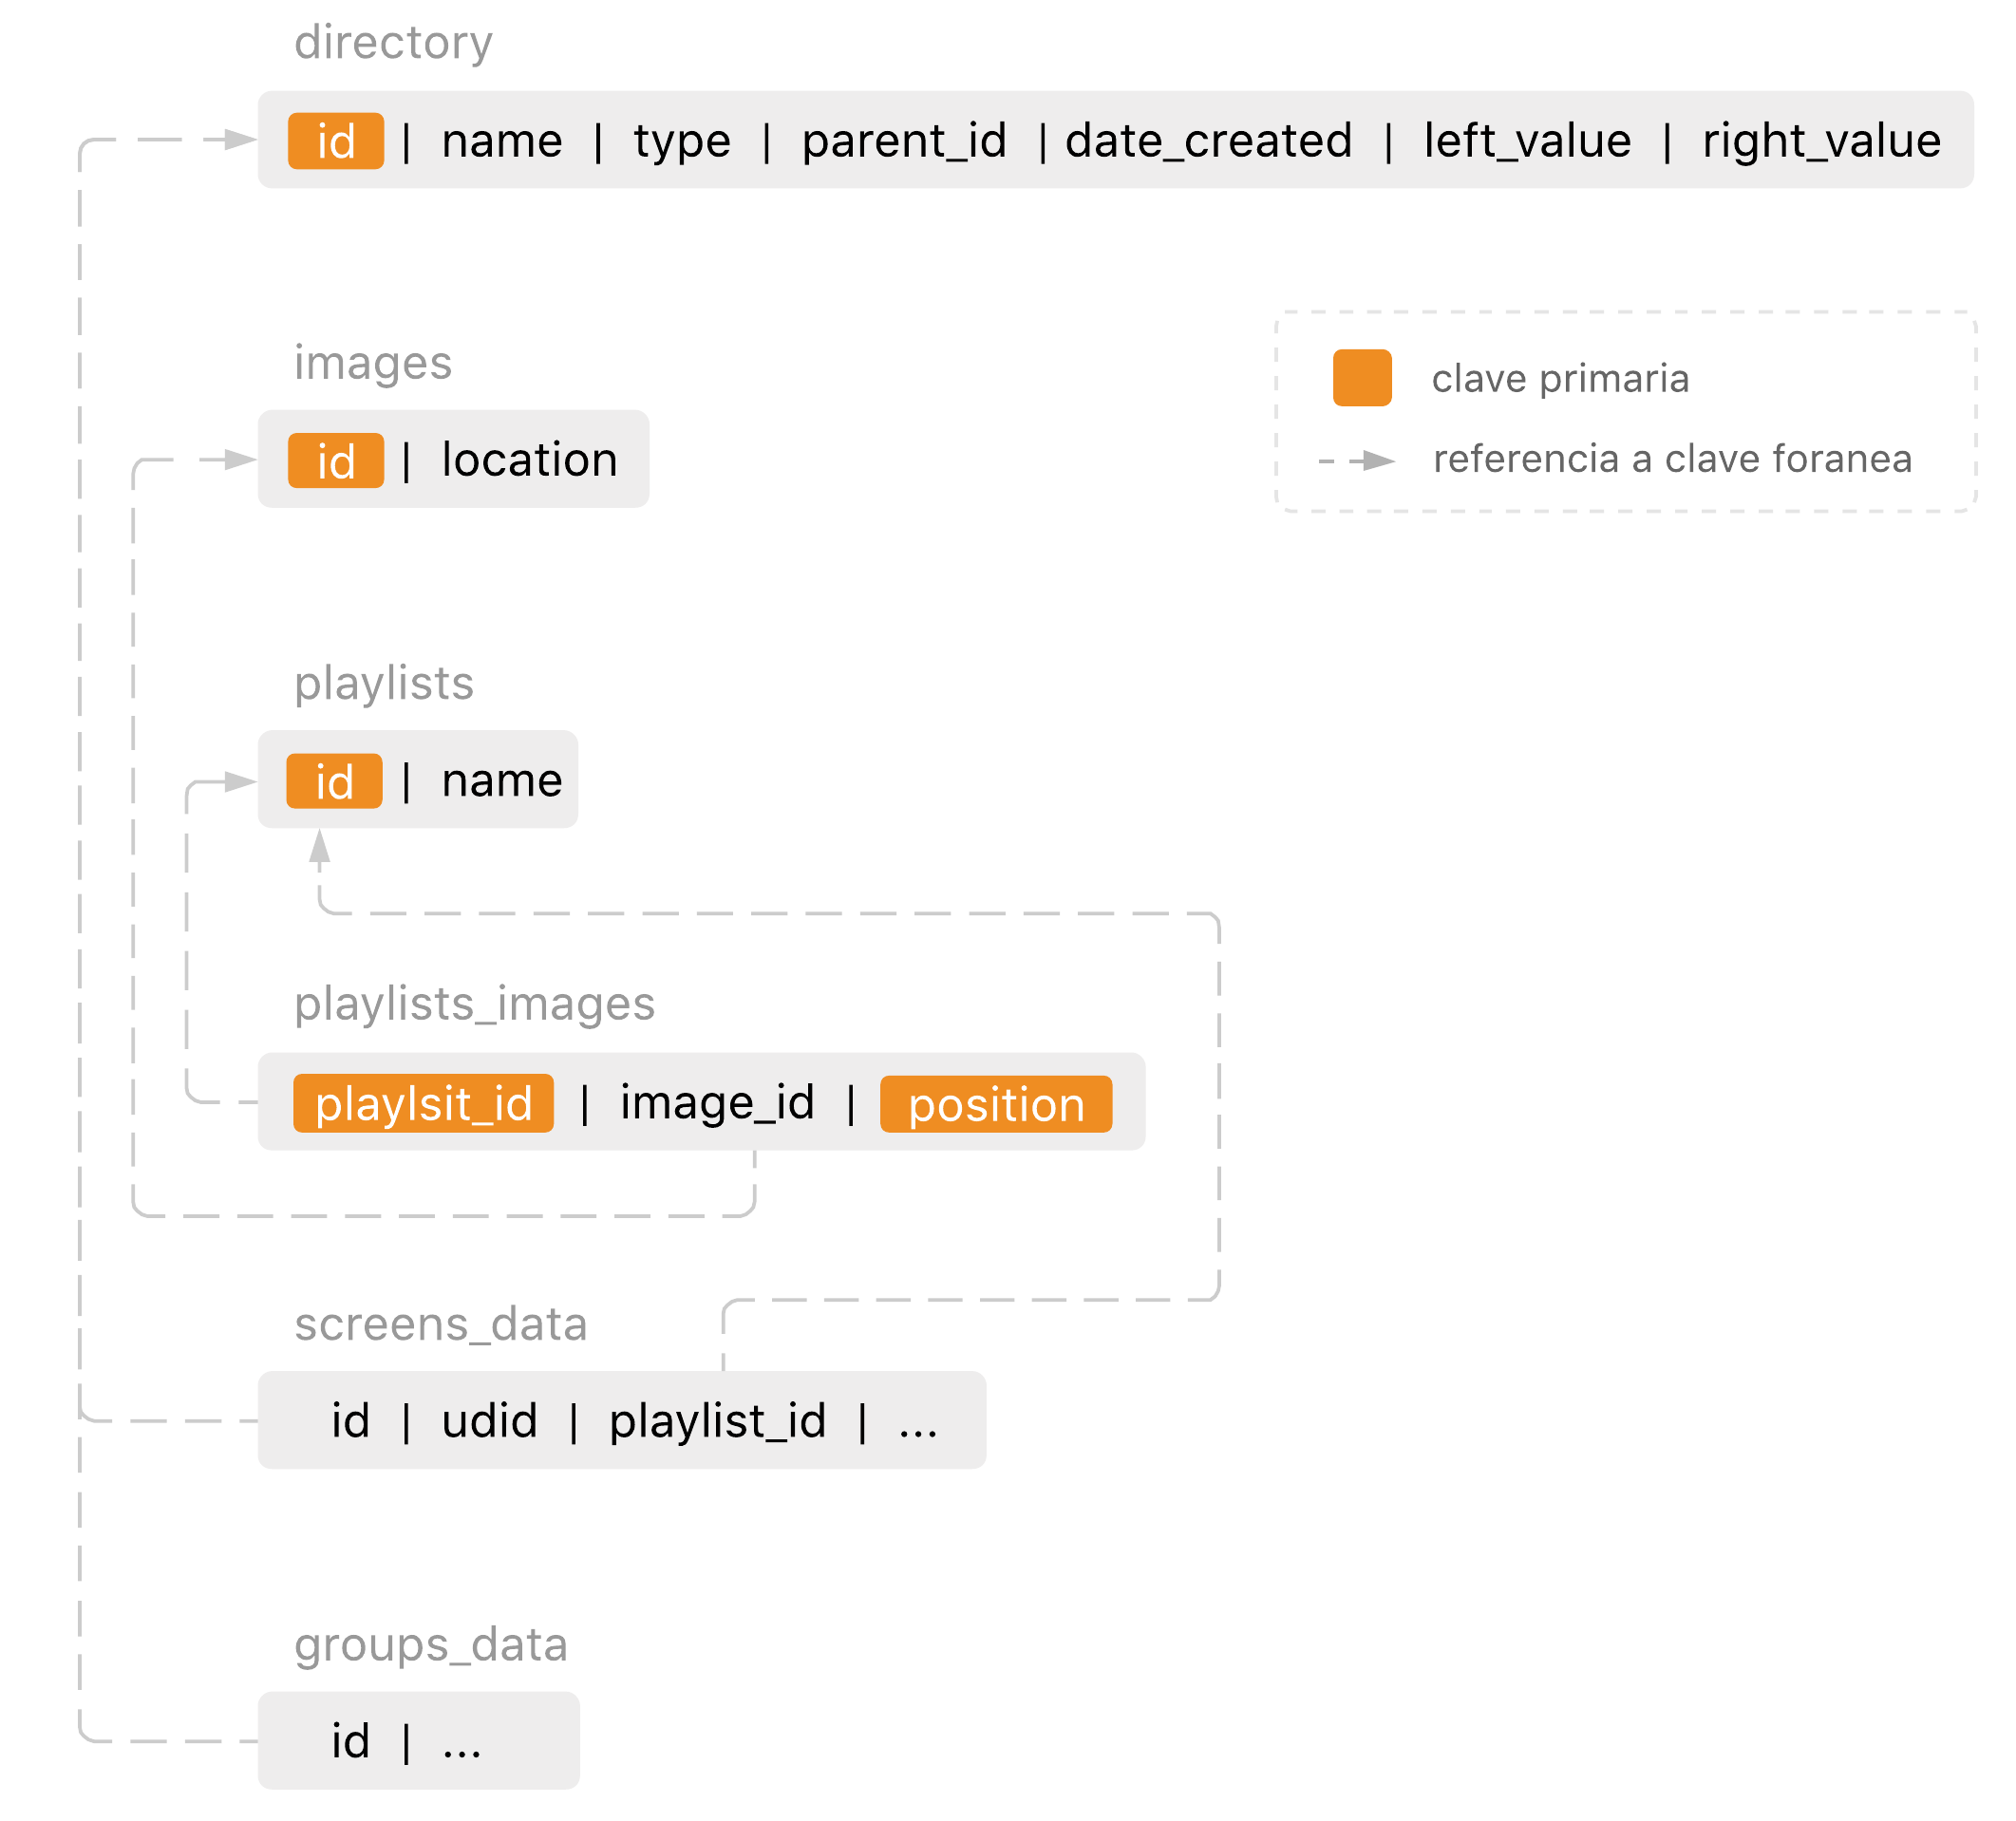 directory
id | name | type | parent_id | date_created | left_value | right_value
images
id | location
clave primaria
referencia a clave foranea
playlists
id | name
playlists_images
playlsit_id | image_id | position
screens_data
id | udid | playlist_id | ...
groups_data
id | ...